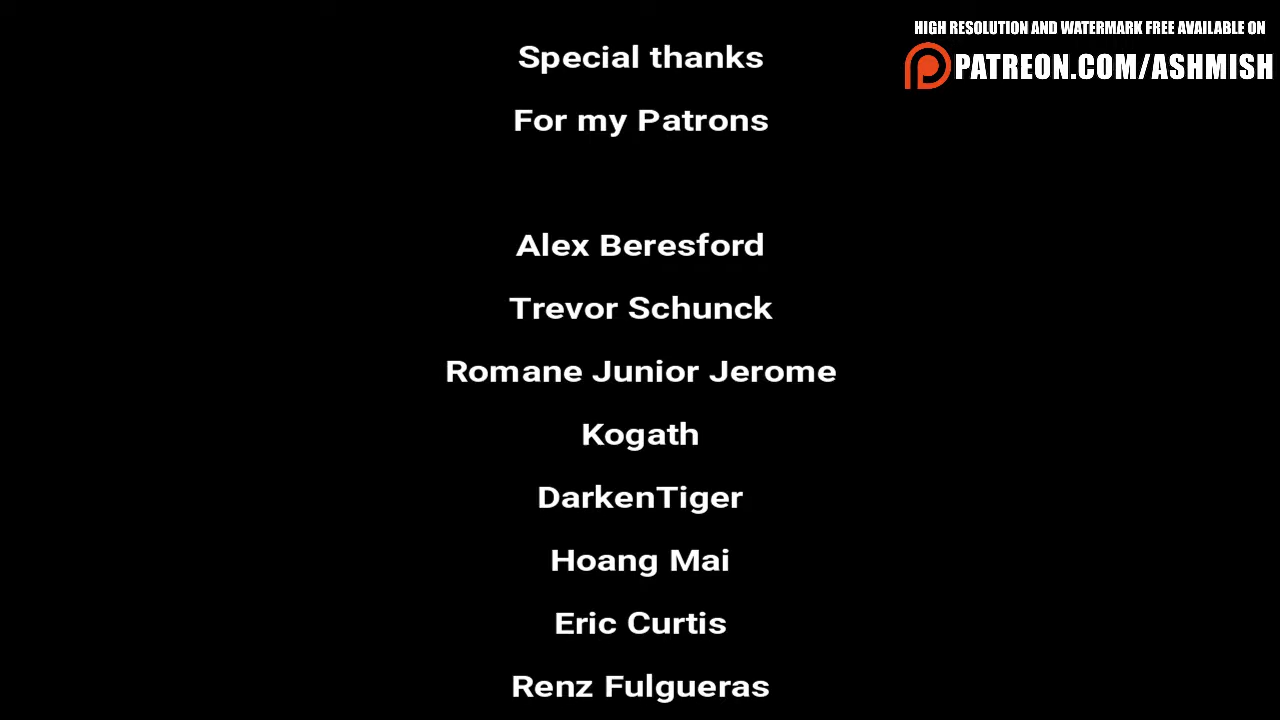 HIGH RESOLUTION AND WATERMARK FREE AVAILABLE ON
PATREON.COM/ASHMISH
Special thanks
For my Patrons
Alex Beresford
Trevor Schunck
Romane Junior Jerome
Kogath
DarkenTiger
Hoang Mai
Eric Curtis
Renz Fulgueras